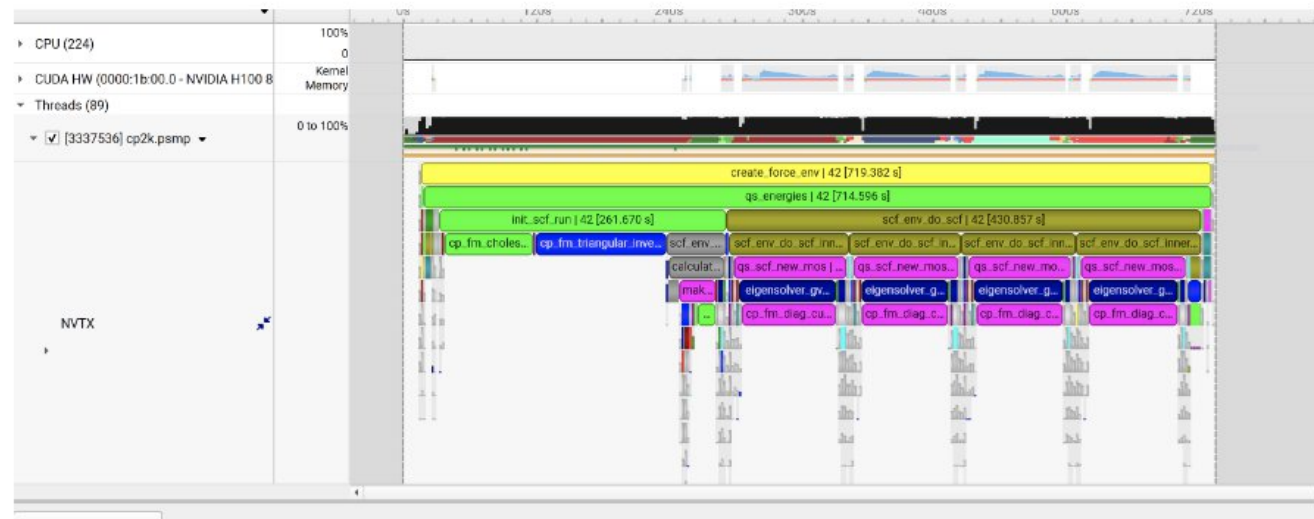 0s 120s 240s 360s 480s 600s 720s
CPU (224)
100%
0
CUDA HW (0000:1b:00.0 - NVIDIA H100 8
Kernel
Memory
Threads (89)
[3337536] cp2k.psmp
0 to 100%
NVTX
create_force_env | 42 [719.382 s]
qs_energies | 42 [714.596 s]
init_scf_run | 42 [261.670 s] scf_env_do_scf | 42 [430.857 s]
cp_fm_choles... cp_fm_triangular_inve... scf_env_... scf_env_do_scf_inn... scf_env_do_scf_in... scf_env_do_scf_inn... scf_env_do_scf_inner...
calculat... qs_scf_new_mos | ... qs_scf_new_mos... qs_scf_new_mo... qs_scf_new_mos...
mak... eigensolver_gv... eigensolver_g... eigensolver_g... eigensolver_g...
... cp_fm_diag_cu... cp_fm_diag_c... cp_fm_diag_c... cp_fm_diag_c...